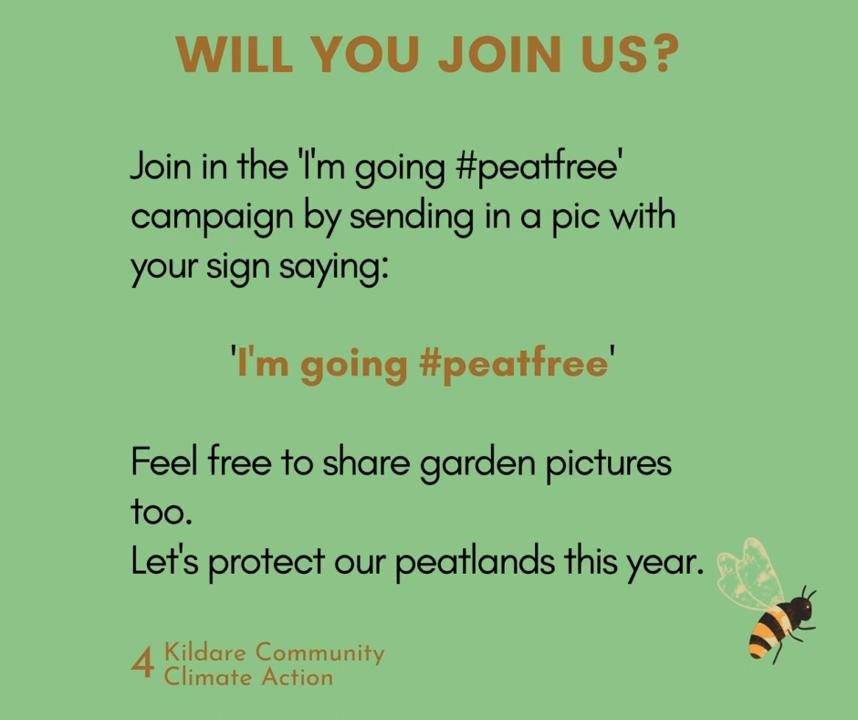 WILL YOU JOIN US?
Join in the 'I'm going #peatfree'
campaign by sending in a pic with
your sign saying:
'I'm going #peatfree'
Feel free to share garden pictures
too.
Let's protect our peatlands this year.
4 Kildare Community
Climate Action